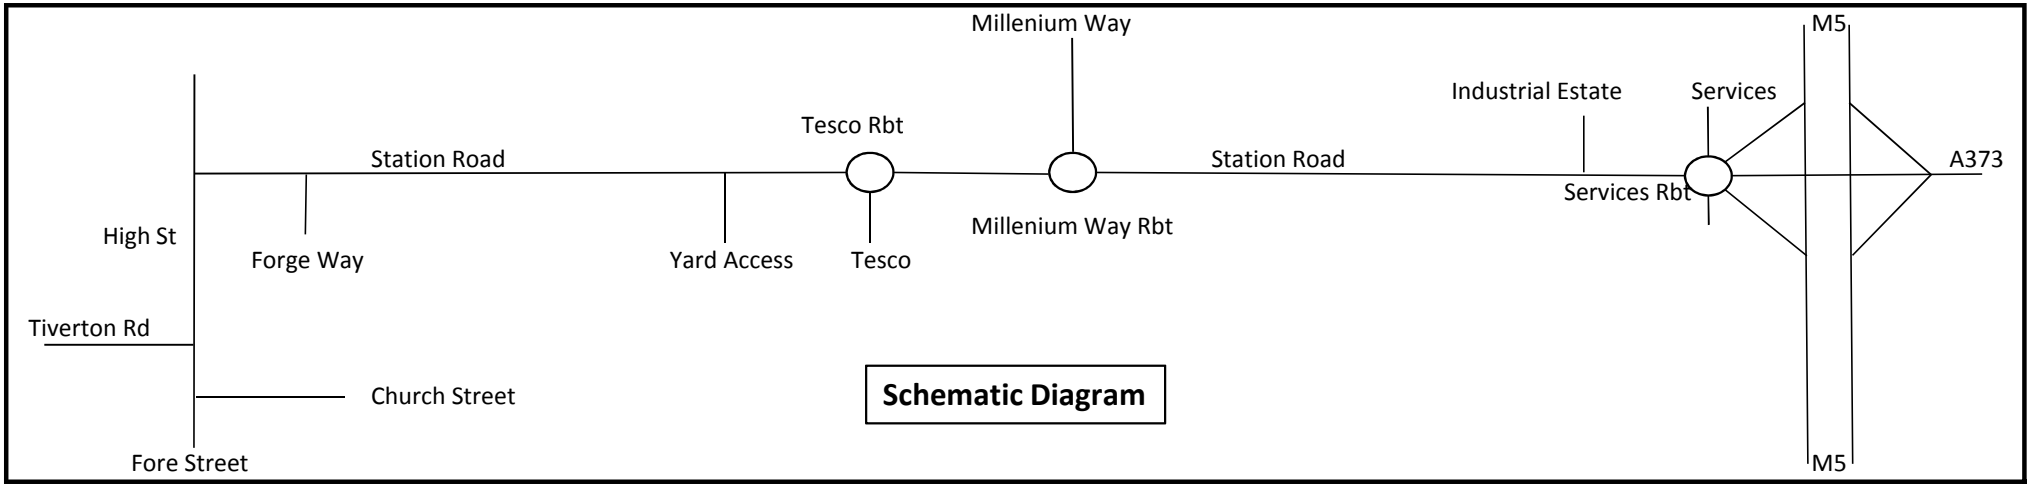 Millenium Way
M5
Industrial Estate
Services
Tesco Rbt
Station Road
Station Road
A373
Services Rbt
High St
Millenium Way Rbt
Forge Way
Yard Access
Tesco
Tiverton Rd
Schematic Diagram
Church Street
Fore Street
M5